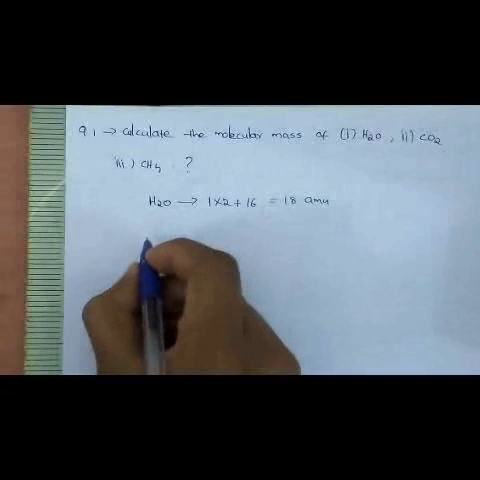 Q 1 → Calculate the molecular mass of (i) H2O, ii) CO2
iii) CH4 . ?
H2O → 1×2 + 16 = 18 amu